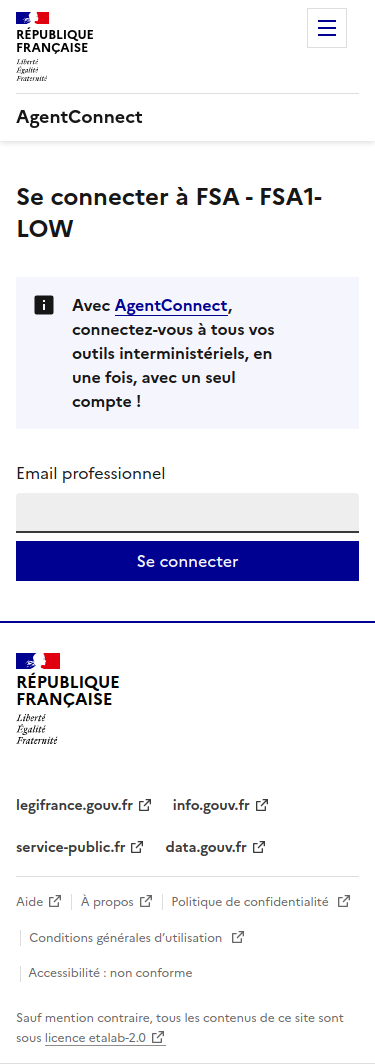 RÉPUBLIQUE
FRANÇAISE
Liberté
Égalité
Fraternité
AgentConnect
Se connecter à FSA - FSA1-
LOW
Avec AgentConnect,
connectez-vous à tous vos
outils interministériels, en
une fois, avec un seul
compte !
Email professionnel
Se connecter
RÉPUBLIQUE
FRANÇAISE
Liberté
Égalité
Fraternité
legifrance.gouv.fr info.gouv.fr
service-public.fr data.gouv.fr
Aide À propos Politique de confidentialité
Conditions générales d’utilisation
Accessibilité : non conforme
Sauf mention contraire, tous les contenus de ce site sont
sous licence etalab-2.0